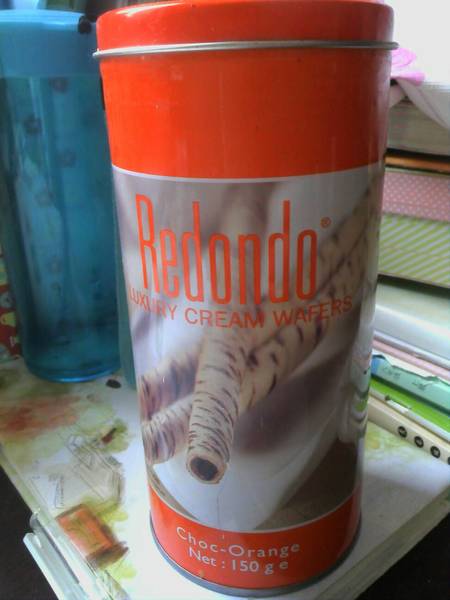 Redondo®
LUXURY CREAM WAFERS
Choc-Orange
Net : 150 g e